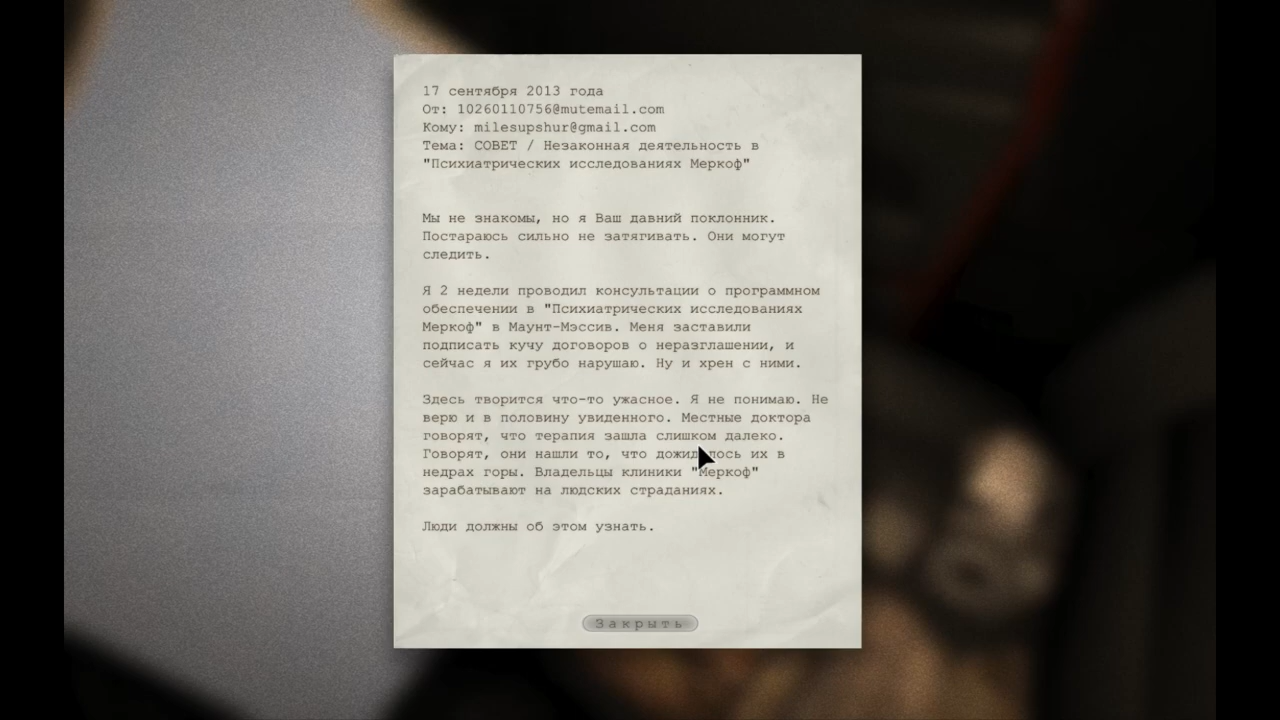 17 сентября 2013 года
От: 10260110756@mutemail.com
Кому: milesupshur@gmail.com
Тема: СОВЕТ / Незаконная деятельность в
"Психиатрических исследованиях Меркоф"
Мы не знакомы, но я Ваш давний поклонник.
Постараюсь сильно не затягивать. Они могут
следить.
Я 2 недели проводил консультации о программном
обеспечении в "Психиатрических исследованиях
Меркоф" в Маунт-Мэссив. Меня заставили
подписать кучу договоров о неразглашении, и
сейчас я их грубо нарушаю. Ну и хрен с ними.
Здесь творится что-то ужасное. Я не понимаю. Не
верю и в половину увиденного. Местные доктора
говорят, что терапия зашла слишком далеко.
Говорят, они нашли то, что дожидалось их в
недрах горы. Владельцы клиники "Меркоф"
зарабатывают на людских страданиях.
Люди должны об этом узнать.
Закрыть